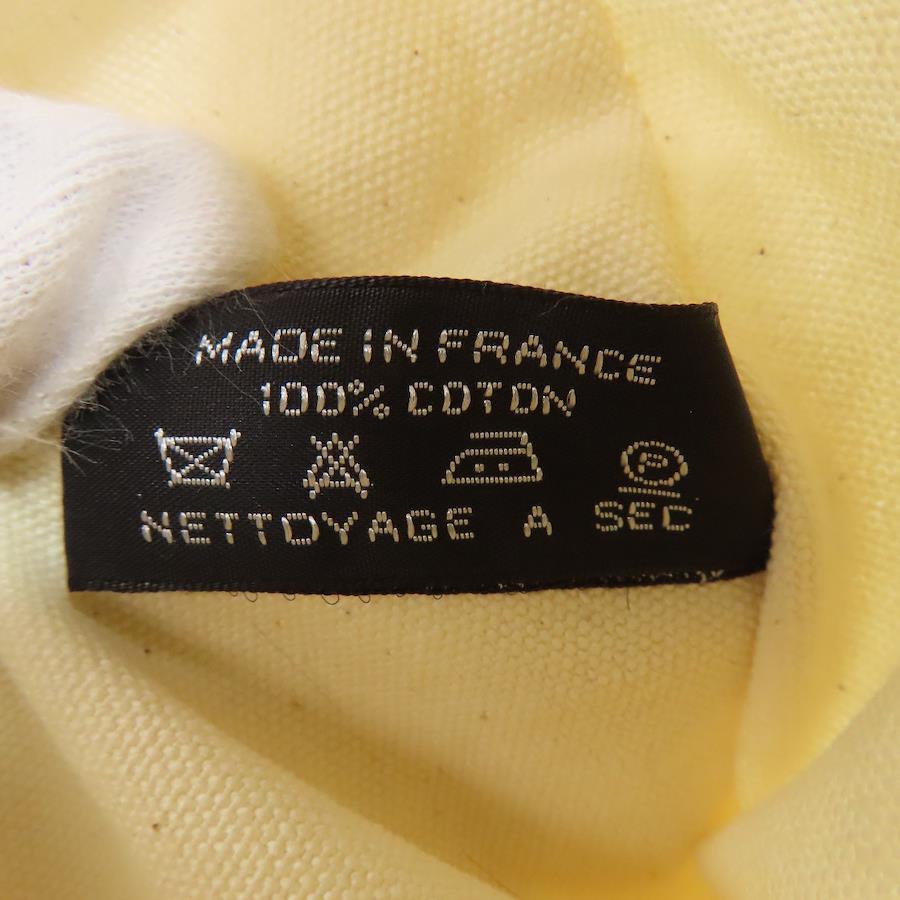 MADE IN FRANCE
100% COTON
P
NETTOYAGE A SEC